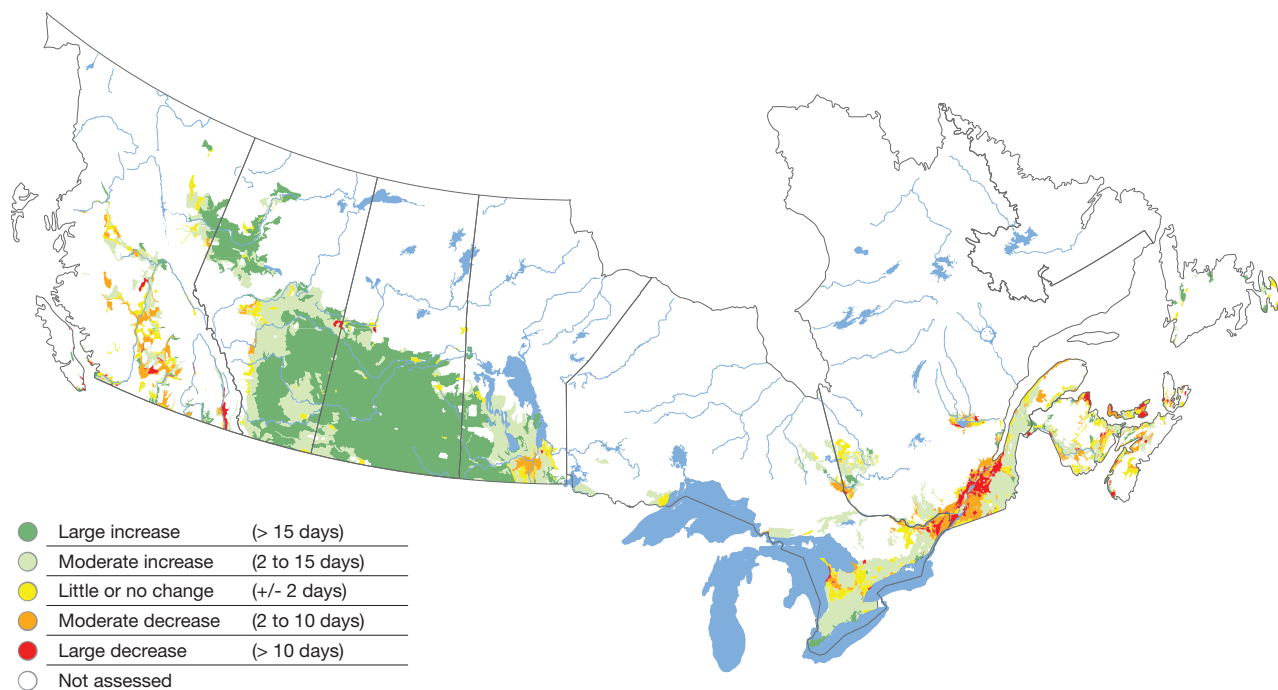 Large increase (> 15 days)
Moderate increase (2 to 15 days)
Little or no change (+/- 2 days)
Moderate decrease (2 to 10 days)
Large decrease (> 10 days)
Not assessed